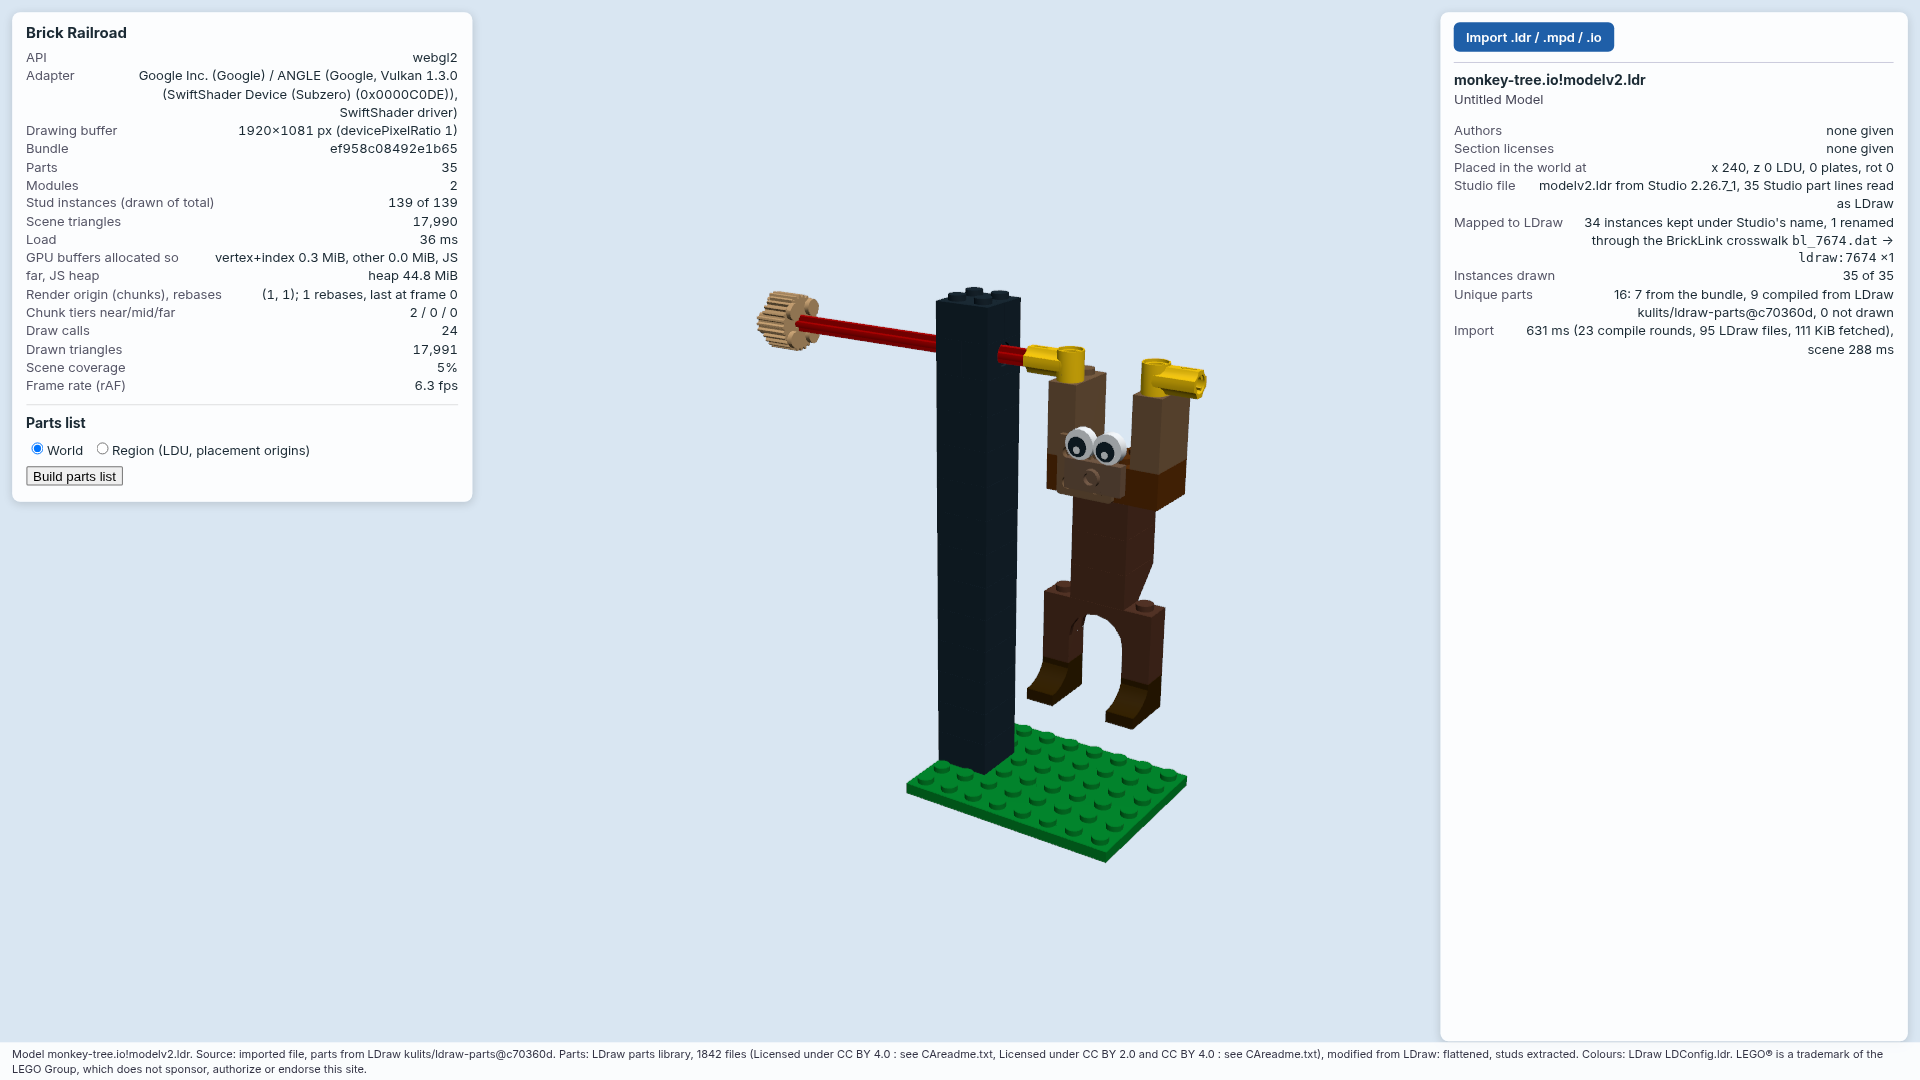 Brick Railroad
API webgl2
Adapter Google Inc. (Google) / ANGLE (Google, Vulkan 1.3.0
(SwiftShader Device (Subzero) (0x0000C0DE)),
SwiftShader driver)
Drawing buffer 1920×1081 px (devicePixelRatio 1)
Bundle ef958c08492e1b65
Parts 35
Modules 2
Stud instances (drawn of total) 139 of 139
Scene triangles 17,990
Load 36 ms
GPU buffers allocated so vertex+index 0.3 MiB, other 0.0 MiB, JS
far, JS heap heap 44.8 MiB
Render origin (chunks), rebases (1, 1); 1 rebases, last at frame 0
Chunk tiers near/mid/far 2 / 0 / 0
Draw calls 24
Drawn triangles 17,991
Scene coverage 5%
Frame rate (rAF) 6.3 fps
Parts list
World Region (LDU, placement origins)
Build parts list
Import .ldr / .mpd / .io
monkey-tree.io!modelv2.ldr
Untitled Model
Authors none given
Section licenses none given
Placed in the world at x 240, z 0 LDU, 0 plates, rot 0
Studio file modelv2.ldr from Studio 2.26.7_1, 35 Studio part lines read
as LDraw
Mapped to LDraw 34 instances kept under Studio's name, 1 renamed
through the BrickLink crosswalk bl_7674.dat →
ldraw:7674 ×1
Instances drawn 35 of 35
Unique parts 16: 7 from the bundle, 9 compiled from LDraw
kulits/ldraw-parts@c70360d, 0 not drawn
Import 631 ms (23 compile rounds, 95 LDraw files, 111 KiB fetched),
scene 288 ms
Model monkey-tree.io!modelv2.ldr. Source: imported file, parts from LDraw kulits/ldraw-parts@c70360d. Parts: LDraw parts library, 1842 files (Licensed under CC BY 4.0 : see CAreadme.txt, Licensed under CC BY 2.0 and CC BY 4.0 : see CAreadme.txt), modified from LDraw: flattened, studs extracted. Colours: LDraw LDConfig.ldr. LEGO® is a trademark of the
LEGO Group, which does not sponsor, authorize or endorse this site.